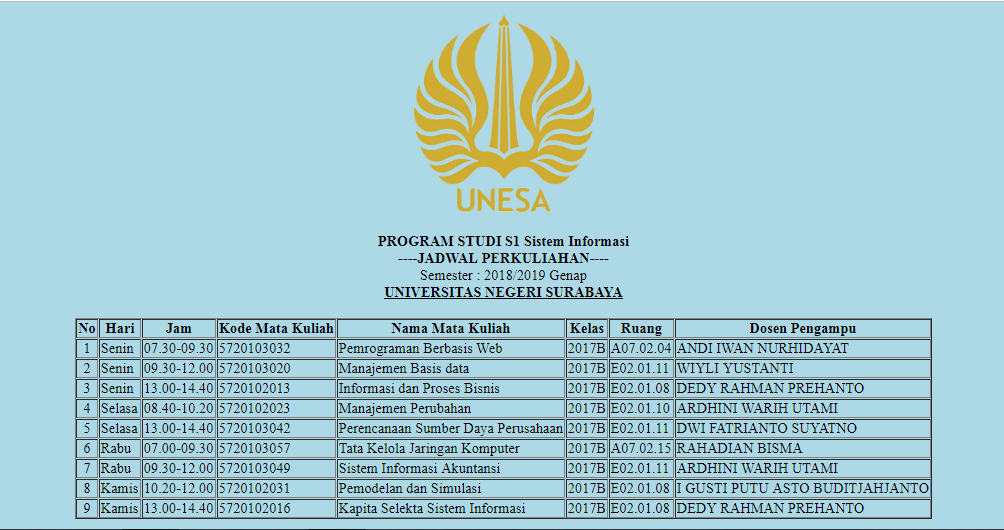 UNESA
PROGRAM STUDI S1 Sistem Informasi
----JADWAL PERKULIAHAN----
Semester : 2018/2019 Genap
UNIVERSITAS NEGERI SURABAYA
No Hari Jam Kode Mata Kuliah Nama Mata Kuliah Kelas Ruang Dosen Pengampu
1 Senin 07.30-09.30 5720103032 Pemrograman Berbasis Web 2017B A07.02.04 ANDI IWAN NURHIDAYAT
2 Senin 09.30-12.00 5720103020 Manajemen Basis data 2017B E02.01.11 WIYLI YUSTANTI
3 Senin 13.00-14.40 5720102013 Informasi dan Proses Bisnis 2017B E02.01.08 DEDY RAHMAN PREHANTO
4 Selasa 08.40-10.20 5720102023 Manajemen Perubahan 2017B E02.01.10 ARDHINI WARIH UTAMI
5 Selasa 13.00-14.40 5720103042 Perencanaan Sumber Daya Perusahaan 2017B E02.01.11 DWI FATRIANTO SUYATNO
6 Rabu 07.00-09.30 5720103057 Tata Kelola Jaringan Komputer 2017B A07.02.15 RAHADIAN BISMA
7 Rabu 09.30-12.00 5720103049 Sistem Informasi Akuntansi 2017B E02.01.11 ARDHINI WARIH UTAMI
8 Kamis 10.20-12.00 5720102031 Pemodelan dan Simulasi 2017B E02.01.08 I GUSTI PUTU ASTO BUDITJAHJANTO
9 Kamis 13.00-14.40 5720102016 Kapita Selekta Sistem Informasi 2017B E02.01.08 DEDY RAHMAN PREHANTO